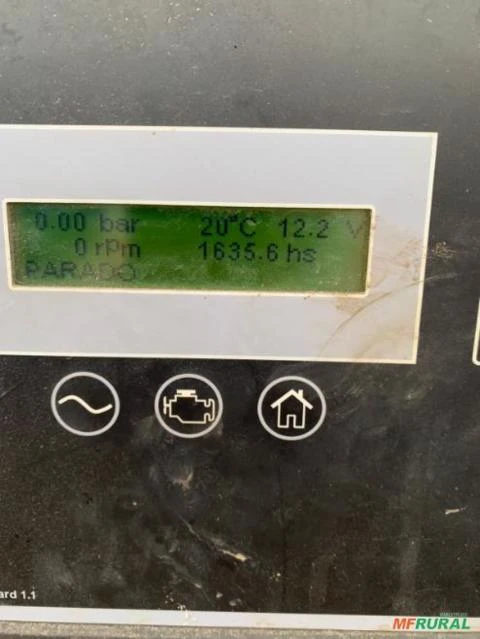 0.00 bar 20°C 12.2 V
0 rpm 1635.6 hs
PARADO
ard 1.1
MFRURAL